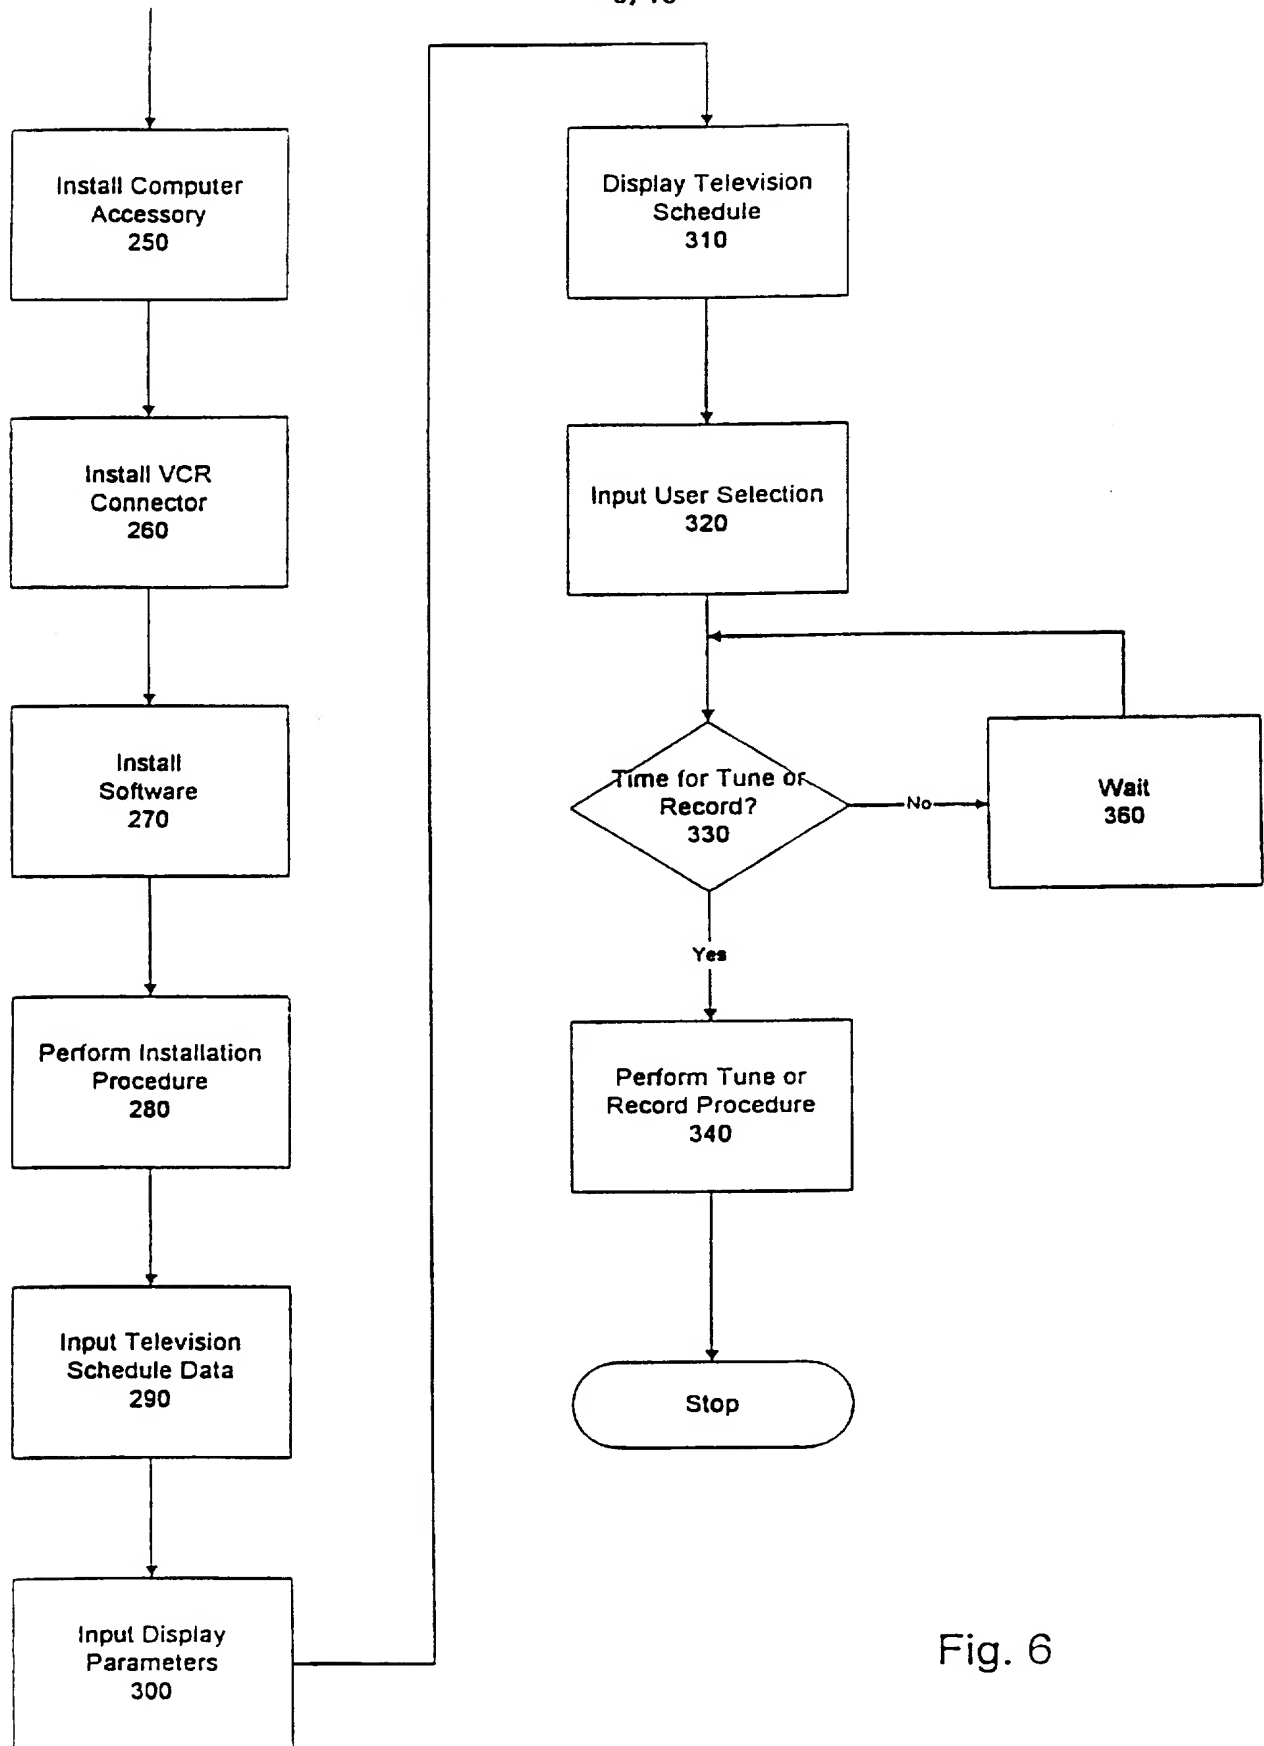 Install Computer
Accessory
250
Install VCR
Connector
260
Install
Software
270
Perform Installation
Procedure
280
Input Television
Schedule Data
290
Input Display
Parameters
300
Display Television
Schedule
310
Input User Selection
320
Time for Tune or
Record?
330
No
Wait
360
Yes
Perform Tune or
Record Procedure
340
Stop
Fig. 6